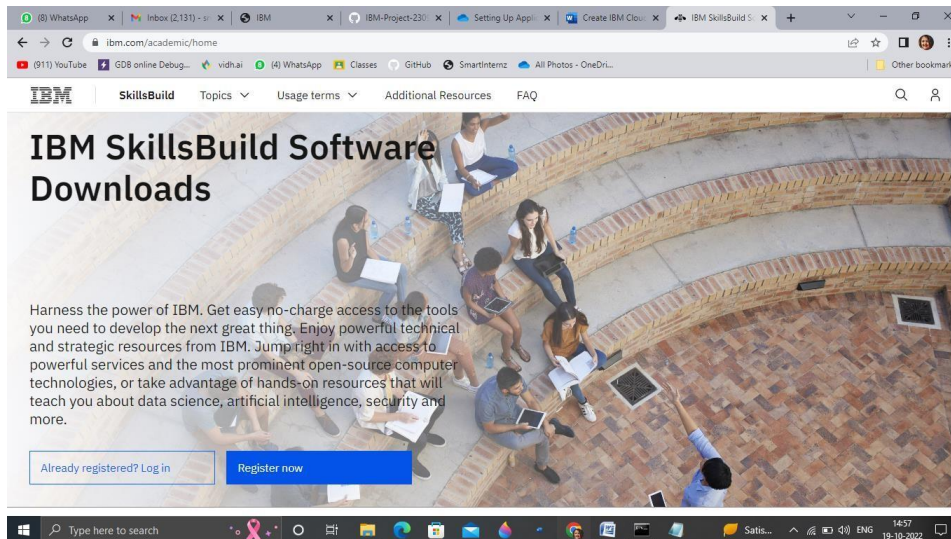 (8) WhatsApp
Inbox (2,131) - sr
IBM
IBM-Project-230
Setting Up Applic
Create IBM Clou
IBM SkillsBuild S
ibm.com/academic/home
(911) YouTube
GDB online Debug...
vidh.ai
(4) WhatsApp
Classes
GitHub
SmartInternz
All Photos - OneDri...
Other bookmark
IBM
SkillsBuild
Topics
Usage terms
Additional Resources
FAQ
IBM SkillsBuild Software
Downloads
Harness the power of IBM. Get easy no-charge access to the tools
you need to develop the next great thing. Enjoy powerful technical
and strategic resources from IBM. Jump right in with access to
powerful services and the most prominent open-source computer
technologies, or take advantage of hands-on resources that will
teach you about data science, artificial intelligence, security and
more.
Already registered? Log in
Register now
Type here to search
Satis...
ENG
14:57
19-10-2022